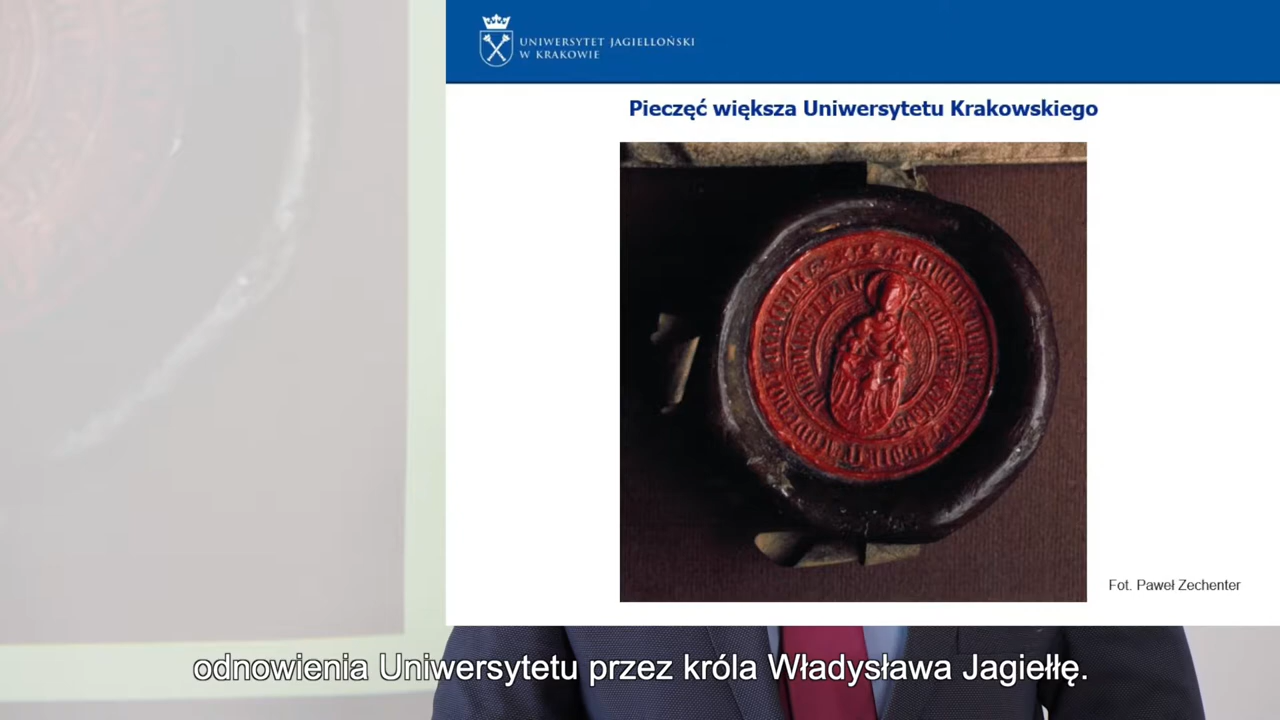 UNIWERSYTET JAGIELLOŃSKI
W KRAKOWIE
Pieczęć większa Uniwersytetu Krakowskiego
Fot. Paweł Zechenter
odnowienia Uniwersytetu przez króla Władysława Jagiełłę.